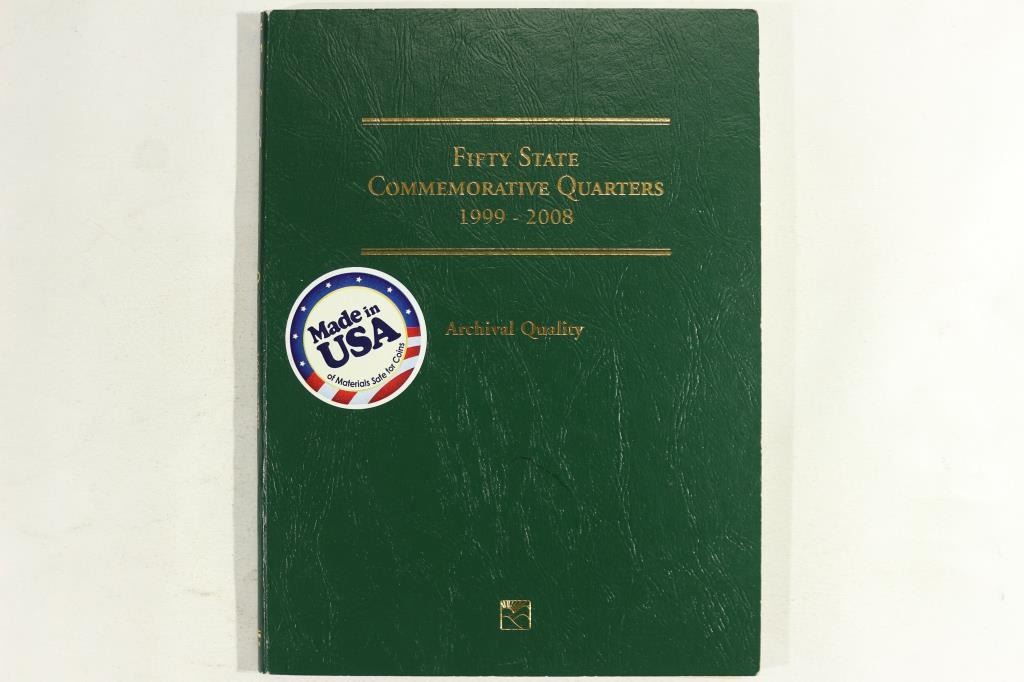 FIFTY STATE
COMMEMORATIVE QUARTERS
1999 - 2008
Archival Quality
Made in
USA
of Materials Safe for Coins